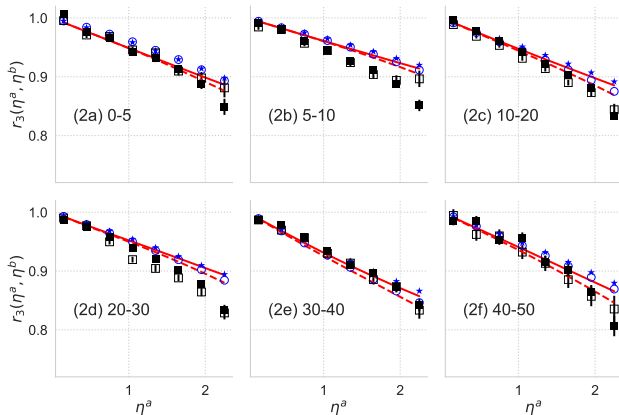 1.0
0.9
0.8
r₃(ηᵃ, ηᵇ)
(2a) 0-5
(2b) 5-10
(2c) 10-20
1.0
0.9
0.8
r₃(ηᵃ, ηᵇ)
(2d) 20-30
(2e) 30-40
(2f) 40-50
1 2
1 2
1 2
ηᵃ
ηᵃ
ηᵃ